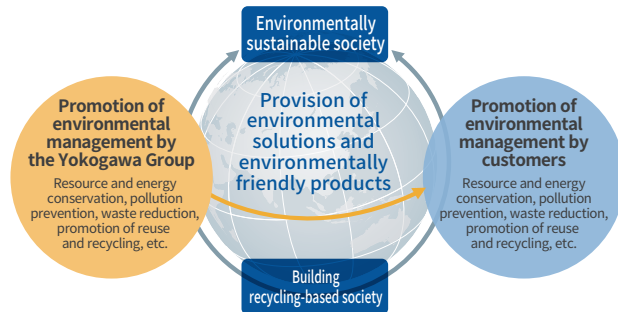 Environmentally
sustainable society
Promotion of
environmental
management by
the Yokogawa Group
Resource and energy
conservation, pollution
prevention, waste reduction,
promotion of reuse
and recycling, etc.
Provision of
environmental
solutions and
environmentally
friendly products
Promotion of
environmental
management by
customers
Resource and energy
conservation, pollution
prevention, waste reduction,
promotion of reuse
and recycling, etc.
Building
recycling-based society